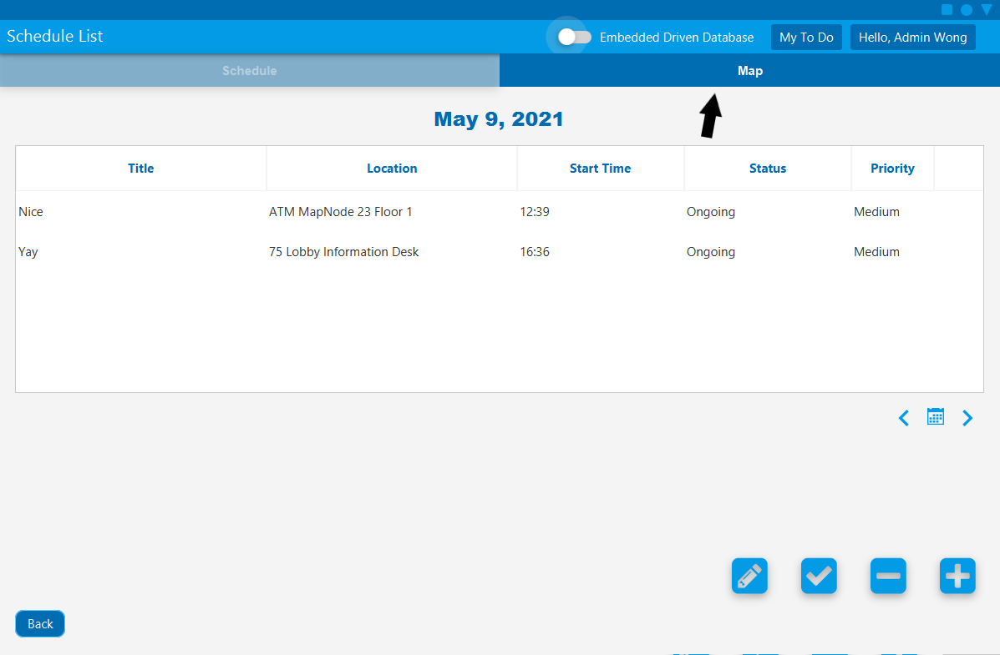 Schedule List
Embedded Driven Database
My To Do
Hello, Admin Wong
Schedule
Map
May 9, 2021
Title Location Start Time Status Priority
Nice ATM MapNode 23 Floor 1 12:39 Ongoing Medium
Yay 75 Lobby Information Desk 16:36 Ongoing Medium
Back